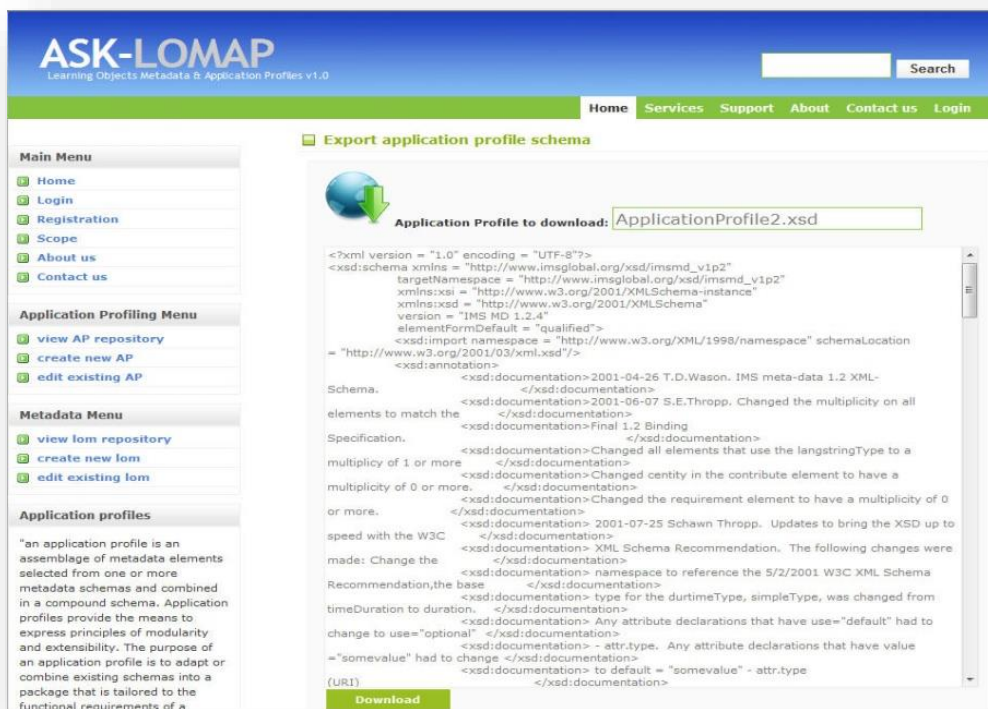 ASK-LOMAP
Learning Objects Metadata & Application Profiles v1.0
Search
Home Services Support About Contact us Login
Main Menu
Home
Login
Registration
Scope
About us
Contact us
Application Profiling Menu
view AP repository
create new AP
edit existing AP
Metadata Menu
view lom repository
create new lom
edit existing lom
Application profiles
"an application profile is an
assemblage of metadata elements
selected from one or more
metadata schemas and combined
in a compound schema. Application
profiles provide the means to
express principles of modularity
and extensibility. The purpose of
an application profile is to adapt or
combine existing schemas into a
package that is tailored to the
functional requirements of a
Export application profile schema
Application Profile to download: ApplicationProfile2.xsd
<?xml version = "1.0" encoding = "UTF-8"?>
<xsd:schema xmlns = "http://www.imsglobal.org/xsd/imsmd_v1p2"
targetNamespace = "http://www.imsglobal.org/xsd/imsmd_v1p2"
xmlns:xsi = "http://www.w3.org/2001/XMLSchema-instance"
xmlns:xsd = "http://www.w3.org/2001/XMLSchema"
version = "IMS MD 1.2.4"
elementFormDefault = "qualified">
<xsd:import namespace = "http://www.w3.org/XML/1998/namespace" schemaLocation
= "http://www.w3.org/2001/03/xml.xsd"/>
<xsd:annotation>
<xsd:documentation>2001-04-26 T.D.Wason. IMS meta-data 1.2 XML-
Schema. </xsd:documentation>
<xsd:documentation>2001-06-07 S.E.Thropp. Changed the multiplicity on all
elements to match the </xsd:documentation>
<xsd:documentation>Final 1.2 Binding
Specification. </xsd:documentation>
<xsd:documentation>Changed all elements that use the langstringType to a
multiplicy of 1 or more </xsd:documentation>
<xsd:documentation>Changed centity in the contribute element to have a
multiplicity of 0 or more. </xsd:documentation>
<xsd:documentation>Changed the requirement element to have a multiplicity of 0
or more. </xsd:documentation>
<xsd:documentation> 2001-07-25 Schawn Thropp. Updates to bring the XSD up to
speed with the W3C </xsd:documentation>
<xsd:documentation> XML Schema Recommendation. The following changes were
made: Change the </xsd:documentation>
<xsd:documentation> namespace to reference the 5/2/2001 W3C XML Schema
Recommendation,the base </xsd:documentation>
<xsd:documentation> type for the durtimeType, simpleType, was changed from
timeDuration to duration. </xsd:documentation>
<xsd:documentation> Any attribute declarations that have use="default" had to
change to use="optional" </xsd:documentation>
<xsd:documentation> - attr.type. Any attribute declarations that have value
="somevalue" had to change </xsd:documentation>
<xsd:documentation> to default = "somevalue" - attr.type
(URI) </xsd:documentation>
Download